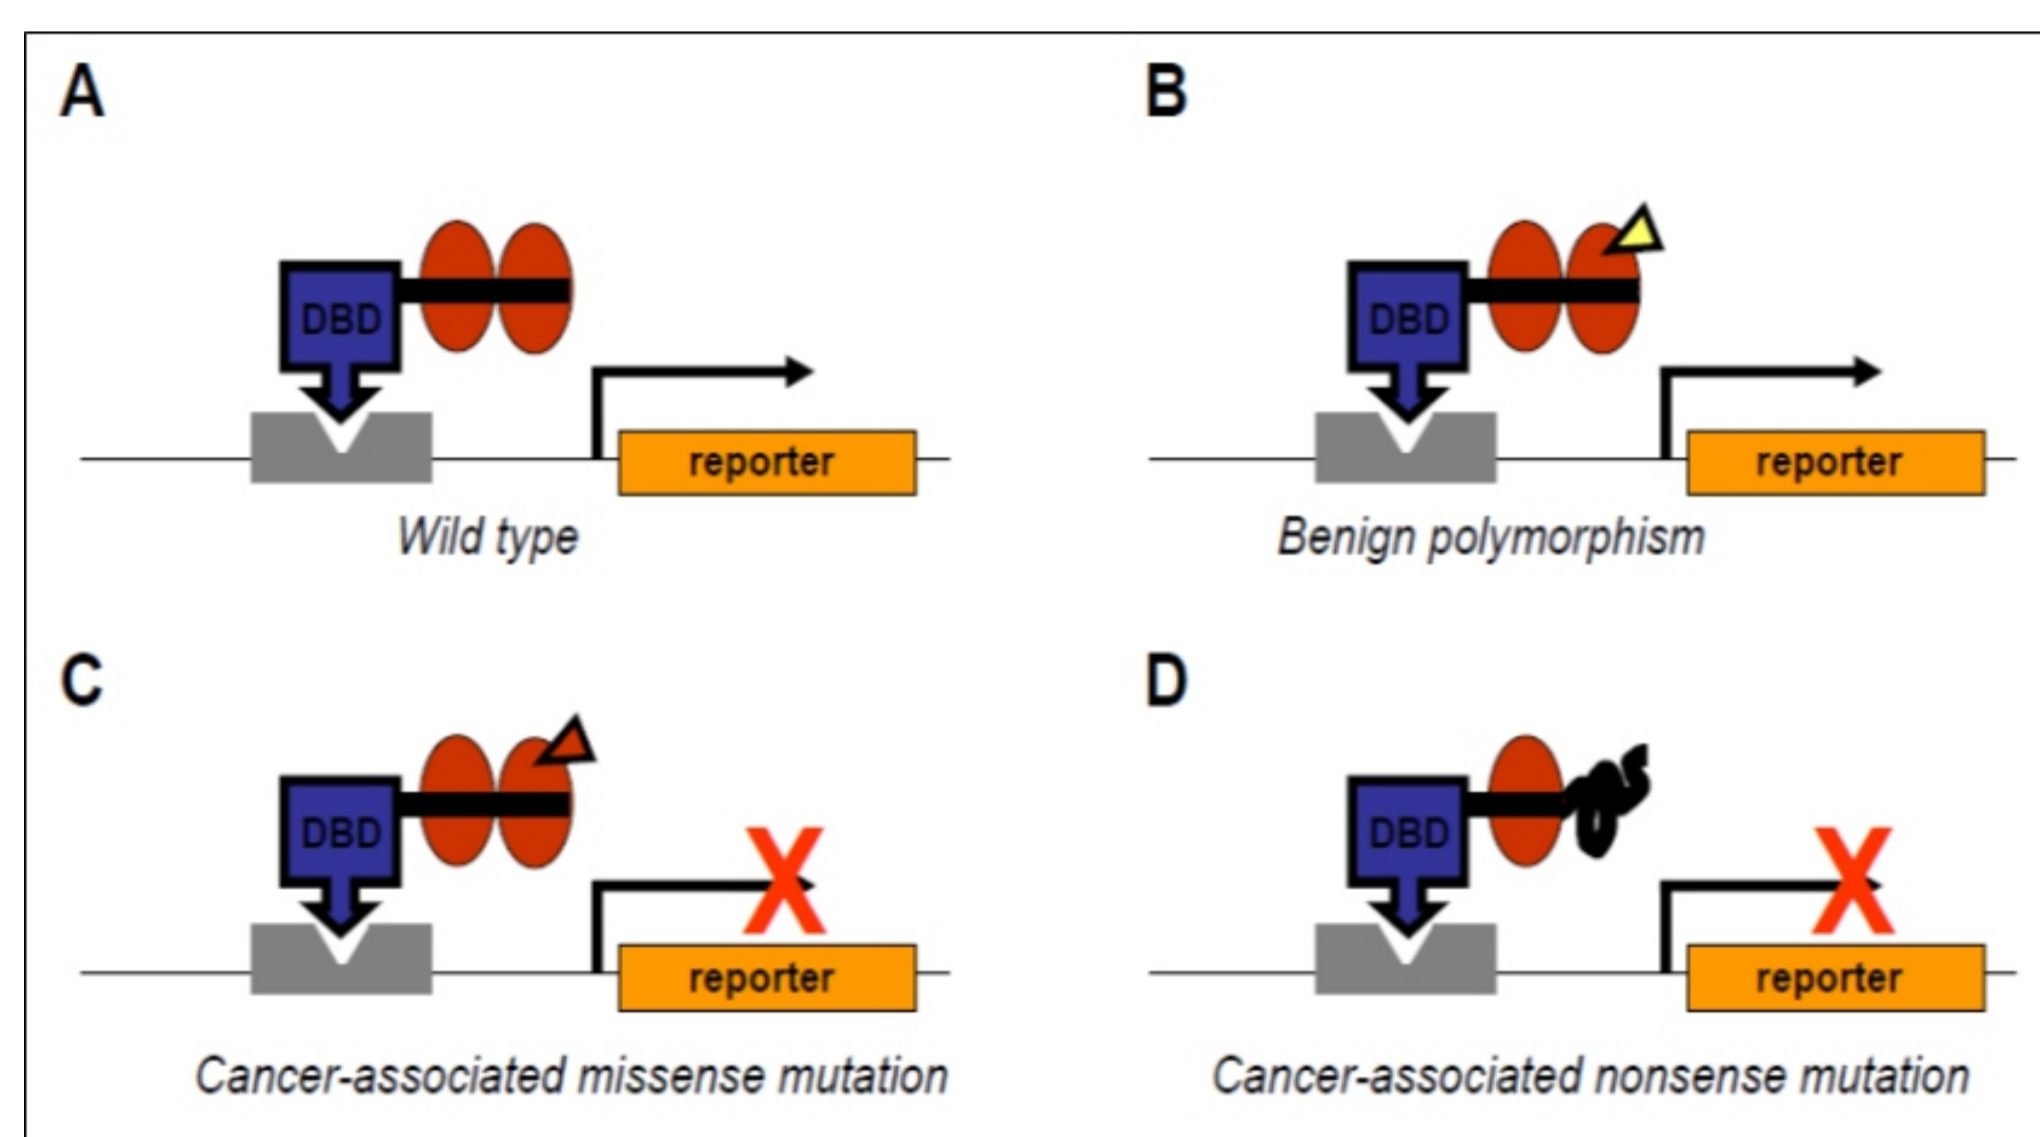 A
B
DBD
DBD
reporter
reporter
Wild type
Benign polymorphism
C
D
DBD
DBD
X
X
reporter
reporter
Cancer-associated missense mutation
Cancer-associated nonsense mutation